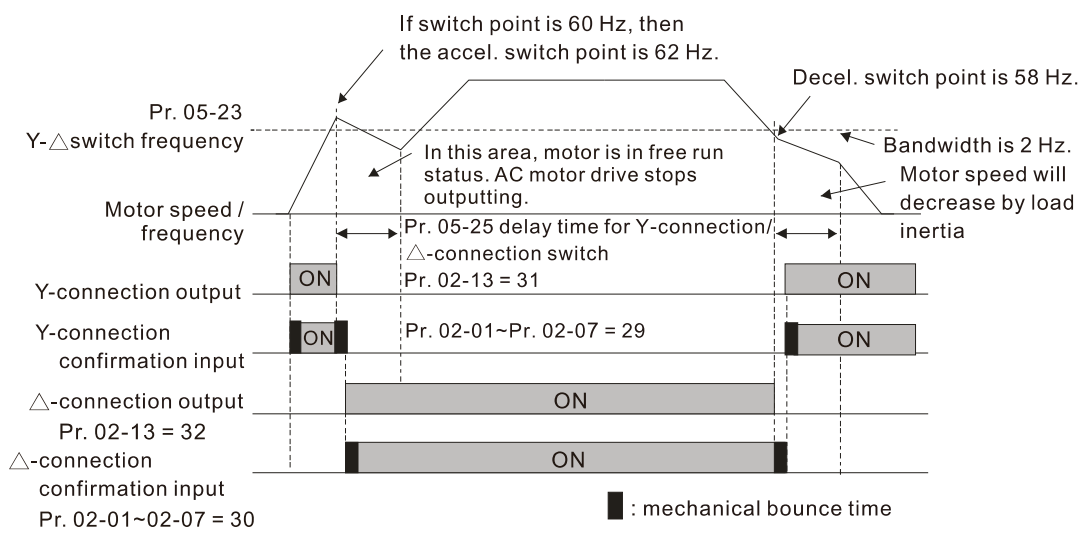 If switch point is 60 Hz, then
the accel. switch point is 62 Hz.
Decel. switch point is 58 Hz.
Pr. 05-23
Y-△switch frequency
Bandwidth is 2 Hz.
In this area, motor is in free run
status. AC motor drive stops
outputting.
Motor speed will
decrease by load
inertia
Motor speed /
frequency
Pr. 05-25 delay time for Y-connection/
△-connection switch
Pr. 02-13 = 31
Y-connection output
ON
ON
Y-connection
confirmation input
ON
Pr. 02-01~Pr. 02-07 = 29
ON
△-connection output
Pr. 02-13 = 32
ON
△-connection
confirmation input
Pr. 02-01~02-07 = 30
ON
: mechanical bounce time